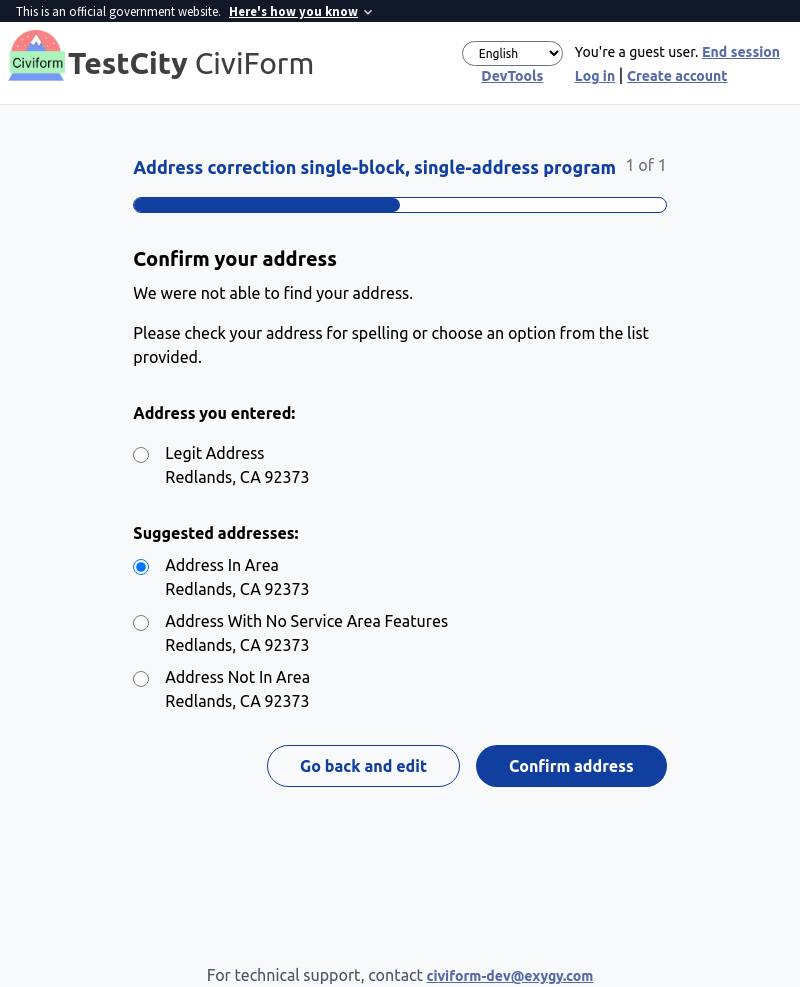 This is an official government website. Here's how you know
Civiform
TestCity CiviForm
English
You're a guest user. End session
DevTools
Log in | Create account
Address correction single-block, single-address program 1 of 1
Confirm your address
We were not able to find your address.
Please check your address for spelling or choose an option from the list
provided.
Address you entered:
Legit Address
Redlands, CA 92373
Suggested addresses:
Address In Area
Redlands, CA 92373
Address With No Service Area Features
Redlands, CA 92373
Address Not In Area
Redlands, CA 92373
Go back and edit
Confirm address
For technical support, contact civiform-dev@exygy.com